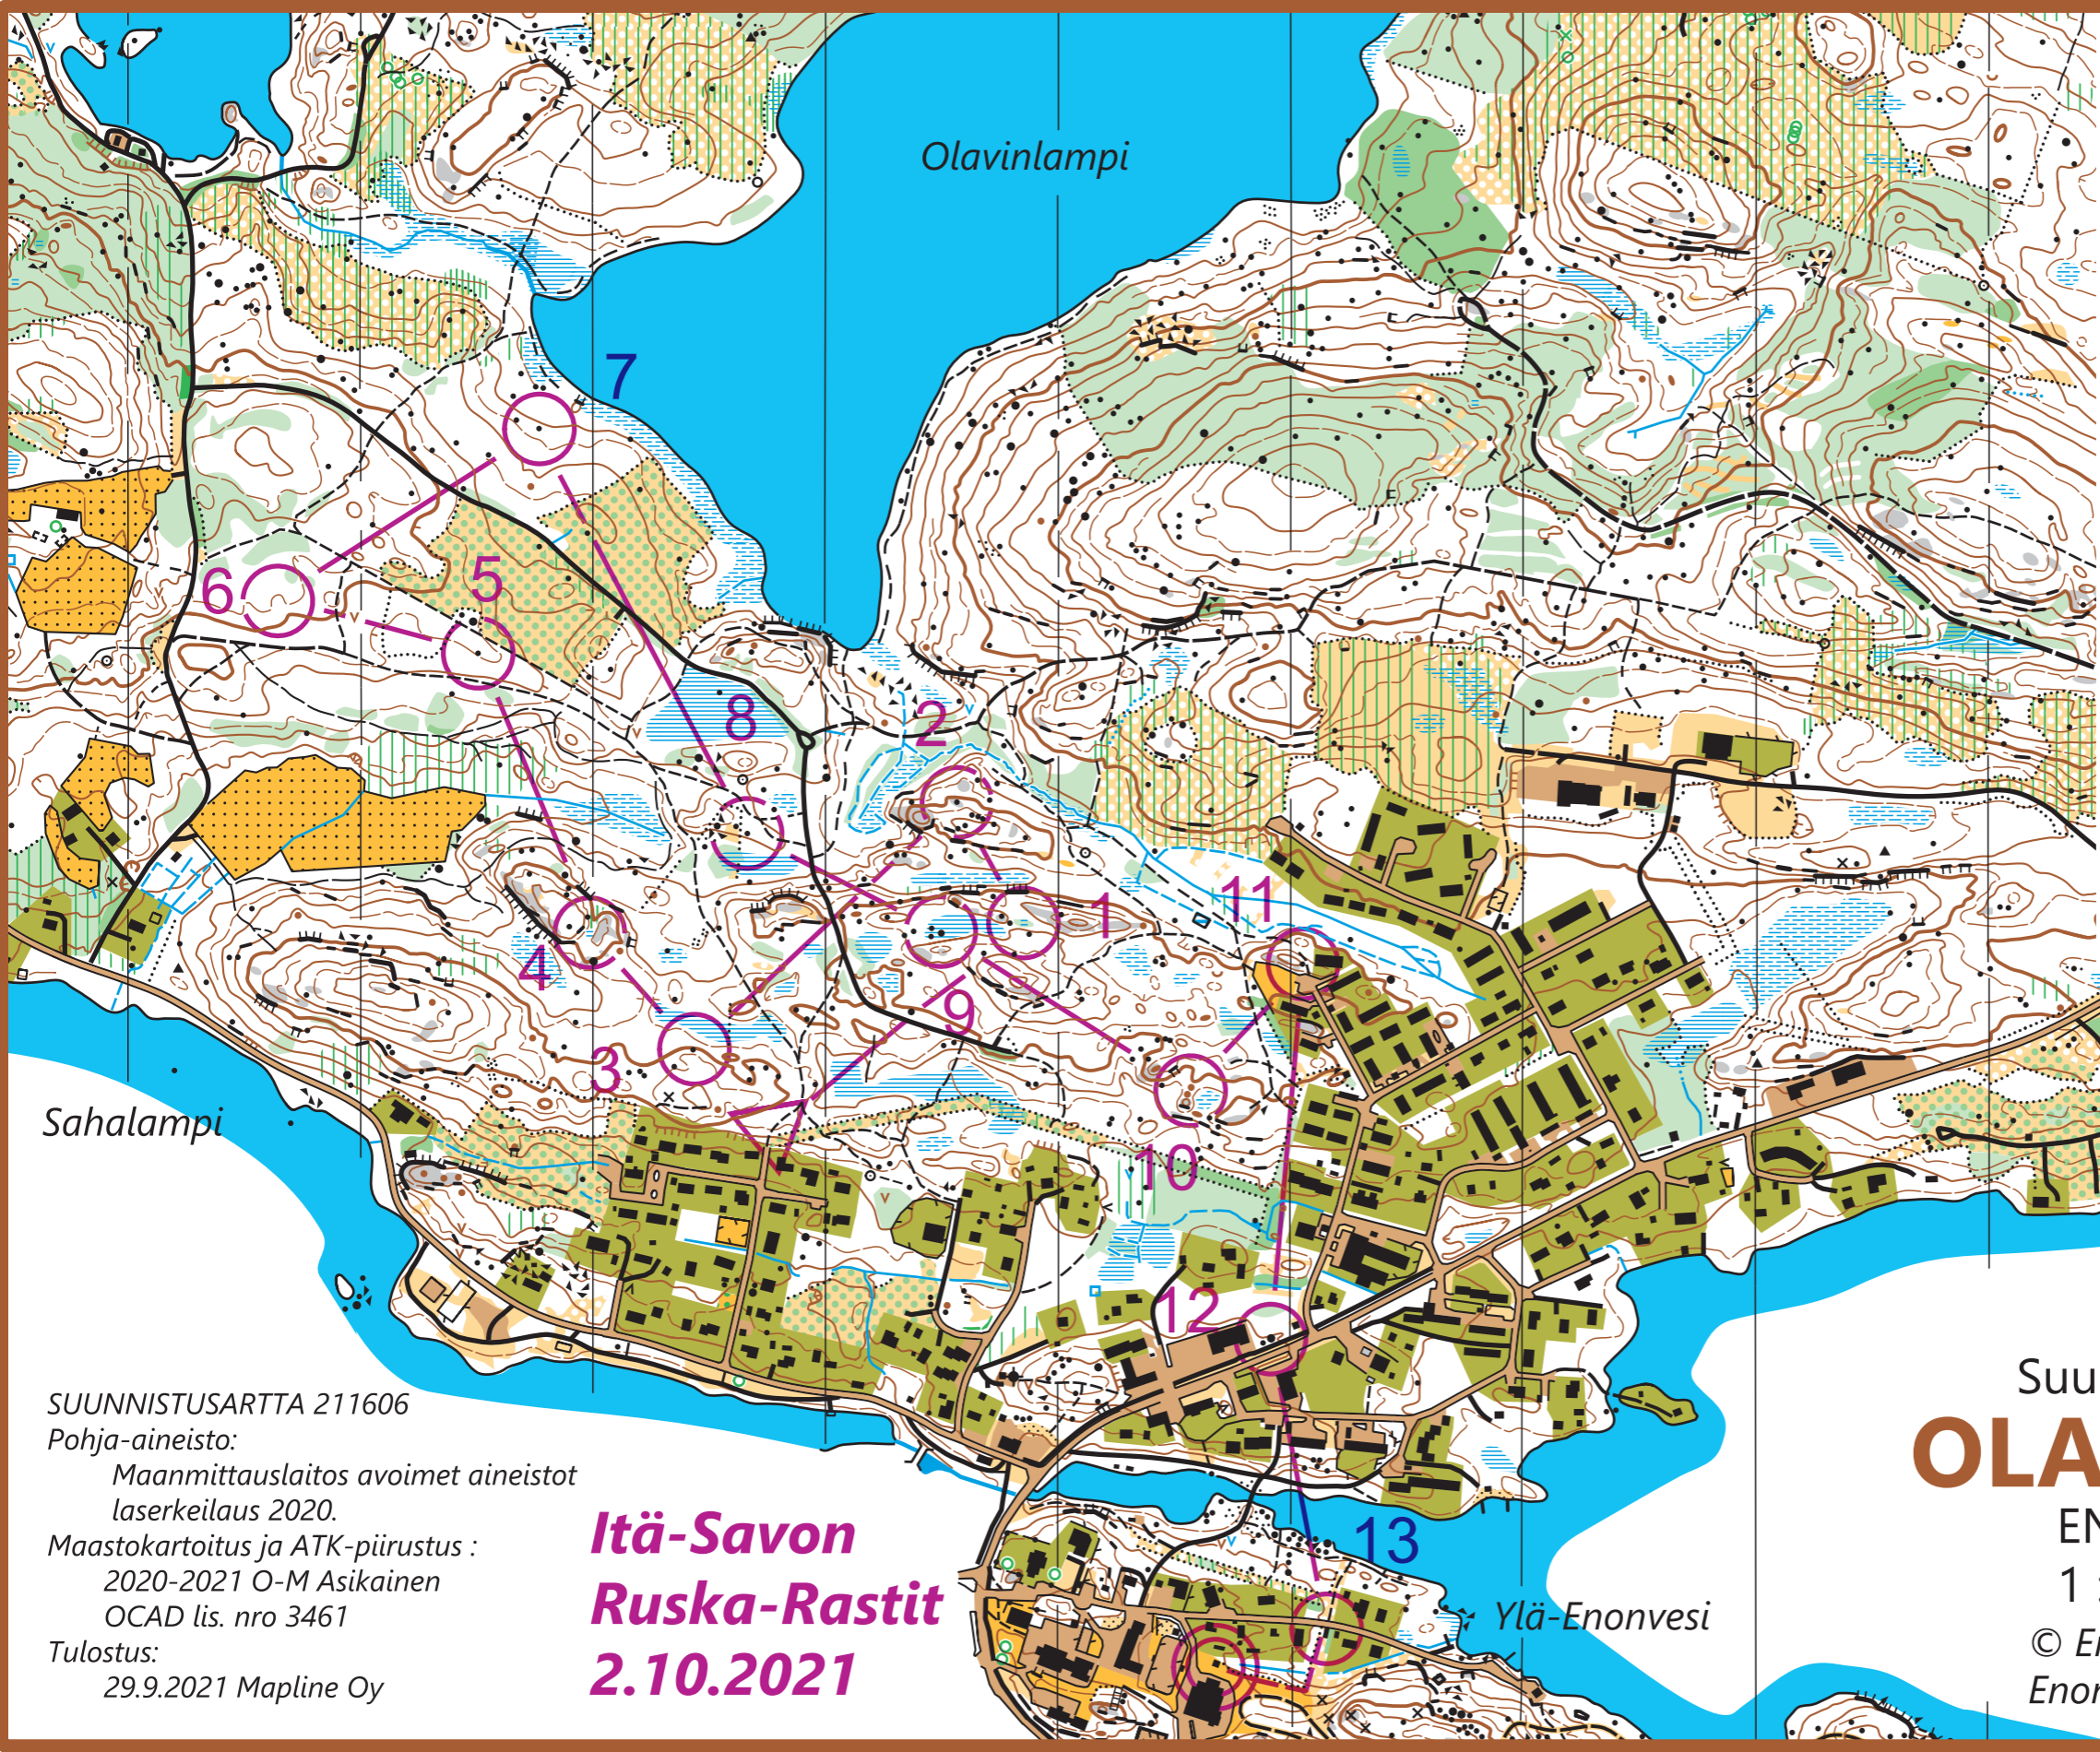 Olavinlampi
7
5
6
8
2
1
11
4
9
3
10
12
13
Sahalampi
Ylä-Enonvesi
SUUNNISTUSARTTA 211606
Pohja-aineisto:
Maanmittauslaitos avoimet aineistot
laserkeilaus 2020.
Maastokartoitus ja ATK-piirustus :
2020-2021 O-M Asikainen
OCAD lis. nro 3461
Tulostus:
29.9.2021 Mapline Oy
Itä-Savon
Ruska-Rastit
2.10.2021
Suu
OLA
EN
1 :
© E
Enon